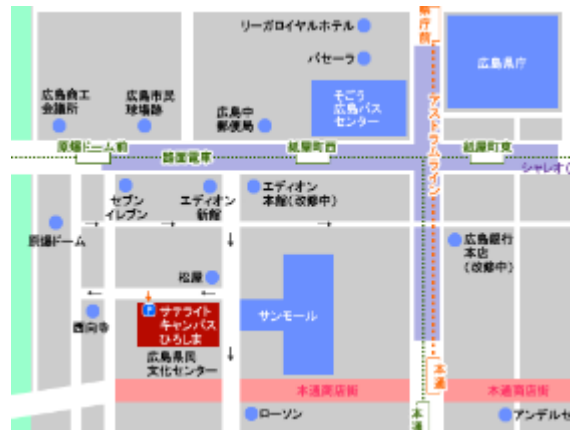 リーガロイヤルホテル
県庁前
パセーラ
広島県庁
広島商工
会議所
広島市民
球場跡
広島中
郵便局
そごう
広島バス
センター
アストラムライン
原爆ドーム前
路面電車
紙屋町西
紙屋町東
シャレオ(
セブン
イレブン
エディオン
新館
エディオン
本館(改修中)
原爆ドーム
広島銀行
本店
(改修中)
松屋
西向寺
P
サテライト
キャンパス
ひろしま
サンモール
広島県民
文化センター
本通
本通商店街
本通商店街
ローソン
本通
アンデルセ